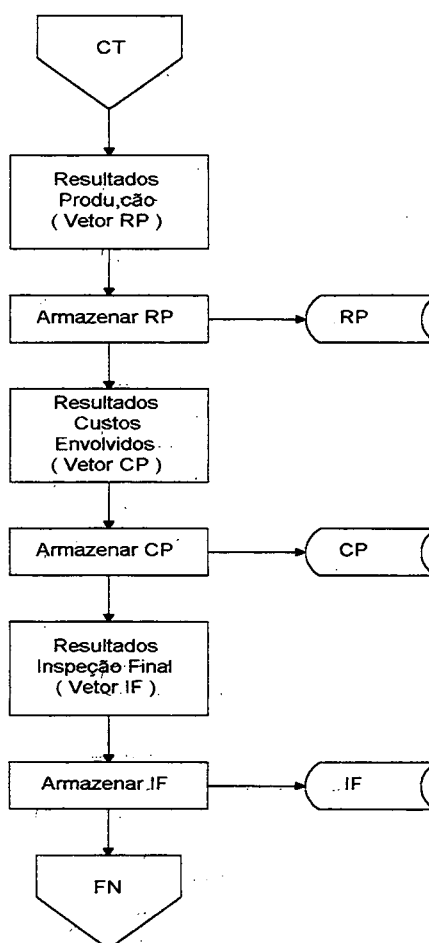 CT
Resultados
Produ,cão
( Vetor RP )
Armazenar RP
RP
Resultados
Custos
Envolvidos
( Vetor CP )
Armazenar CP
CP
Resultados
Inspeção Final
( Vetor IF )
Armazenar IF
IF
FN